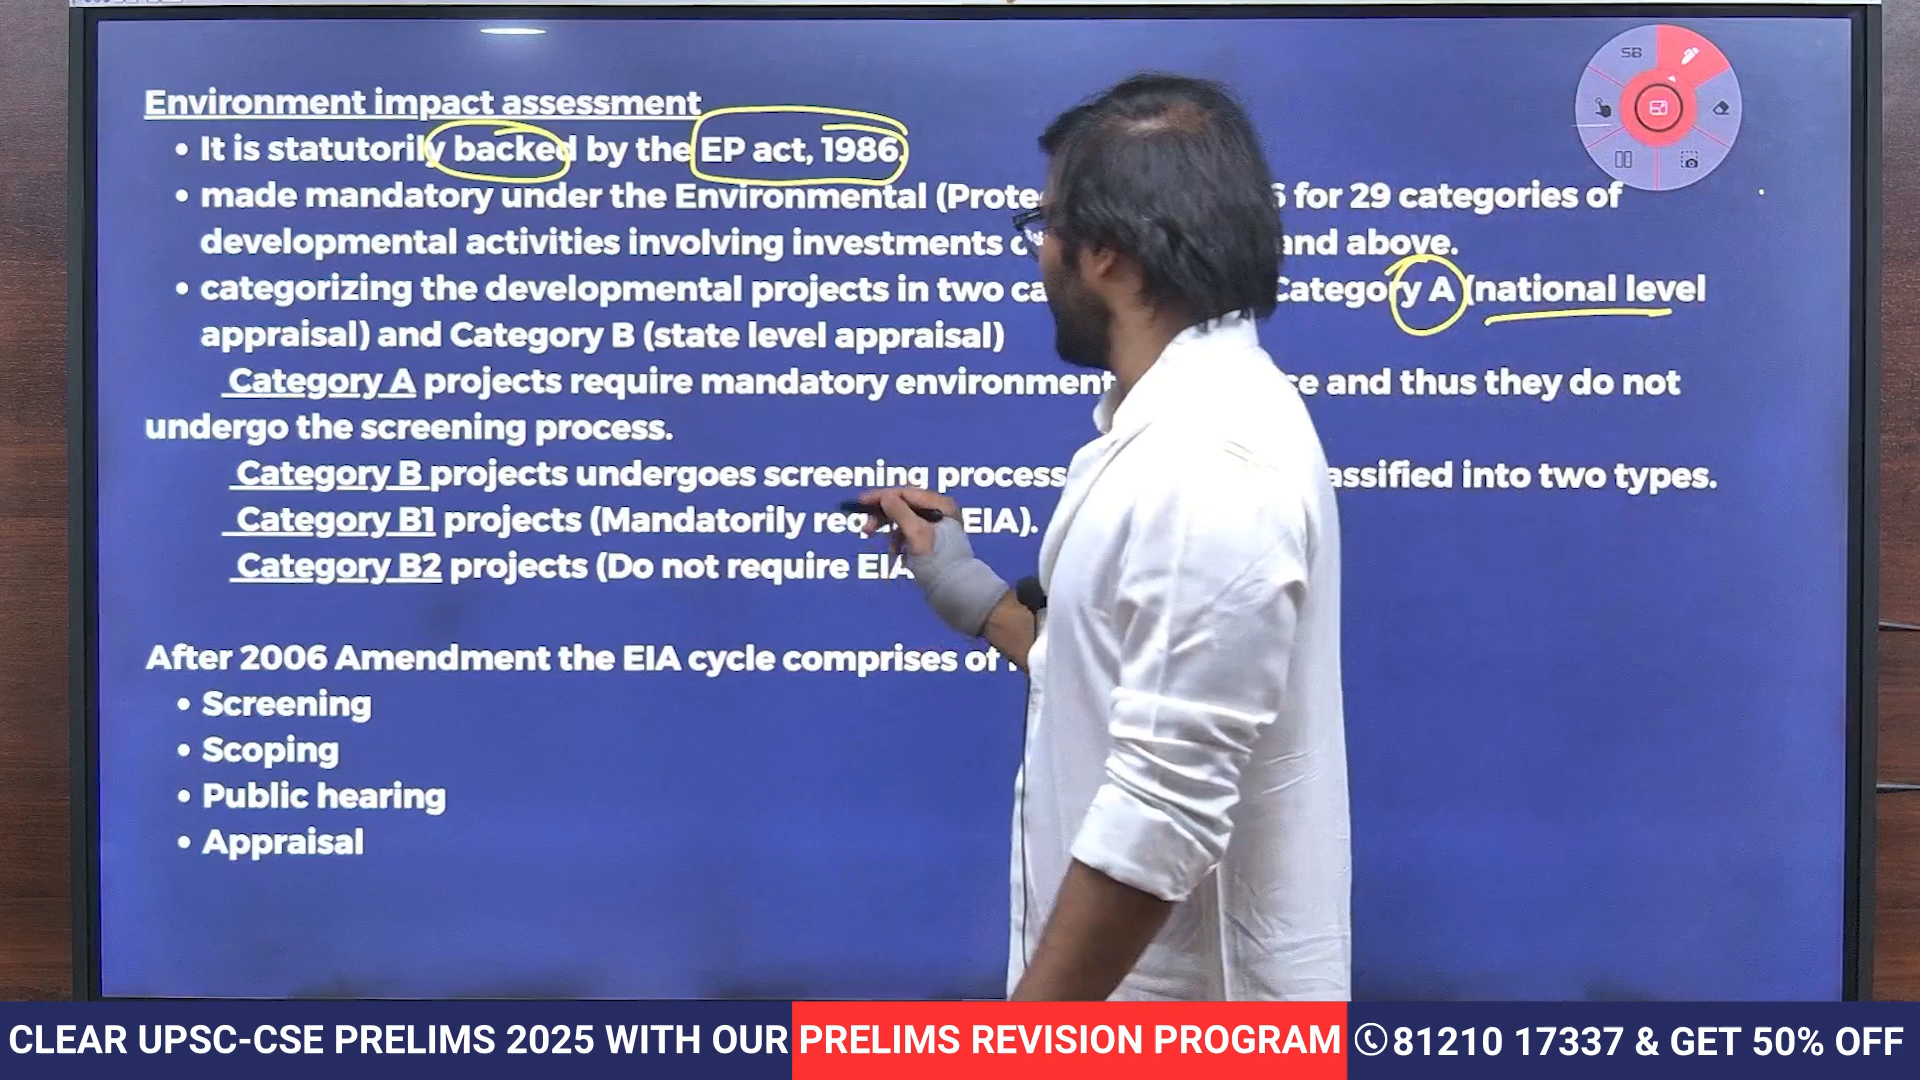 SB
Environment impact assessment
• It is statutorily backed by the EP act, 1986.
• made mandatory under the Environmental for 29 categories of
developmental activities involving investments and above.
• categorizing the developmental projects in two Category A (national level
appraisal) and Category B (state level appraisal)
Category A projects require mandatory and thus they do not
undergo the screening process.
Category B projects undergoes screening process into two types.
Category B1 projects (Mandatorily EIA).
Category B2 projects (Do not require EIA
After 2006 Amendment the EIA cycle comprises of
• Screening
• Scoping
• Public hearing
• Appraisal
CLEAR UPSC-CSE PRELIMS 2025 WITH OUR PRELIMS REVISION PROGRAM 81210 17337 & GET 50% OFF